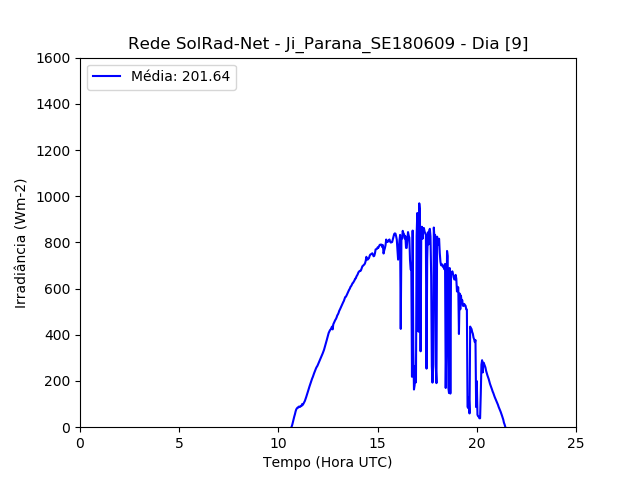 Rede SolRad-Net - Ji_Parana_SE180609 - Dia [9]
Média: 201.64
Irradiância (Wm-2)
1600
1400
1200
1000
800
600
400
200
0
0 5 10 15 20 25
Tempo (Hora UTC)